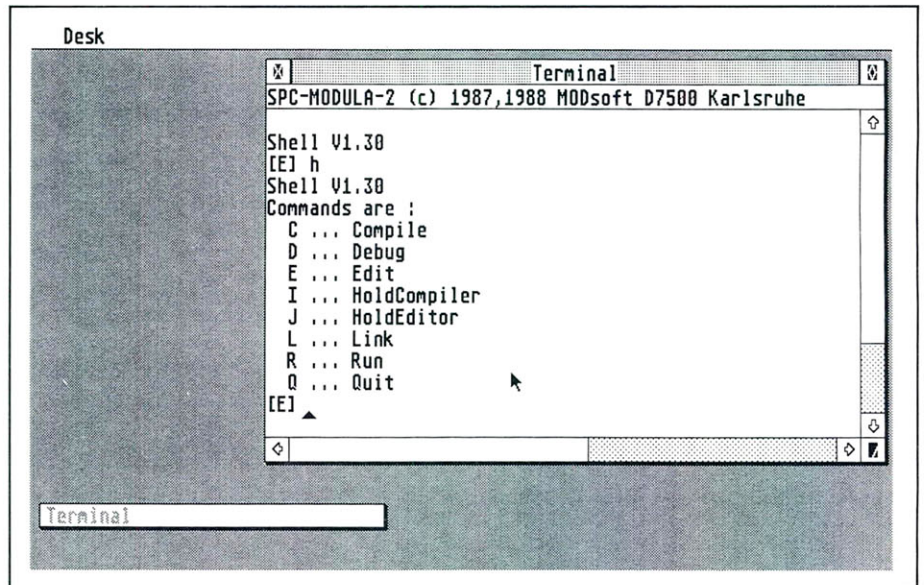 Desk
Terminal
SPC-MODULA-2 (c) 1987,1988 MODsoft D7500 Karlsruhe
Shell V1.30
[E] h
Shell V1.30
Commands are :
C ... Compile
D ... Debug
E ... Edit
I ... HoldCompiler
J ... HoldEditor
L ... Link
R ... Run
Q ... Quit
[E]
Terminal